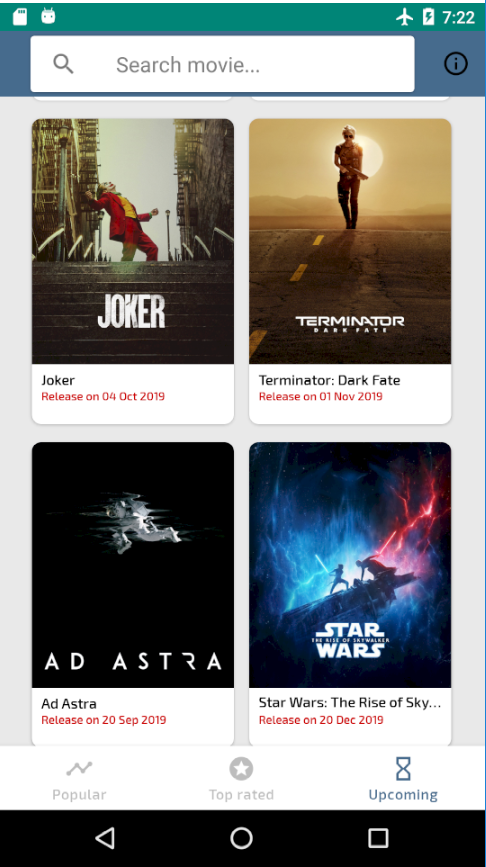 7:22
Search movie...
JOKER
TERMINATOR
DARK FATE
Joker
Release on 04 Oct 2019
Terminator: Dark Fate
Release on 01 Nov 2019
AD ASTRA
STAR
THE RISE OF SKYWALKER
WARS
Ad Astra
Release on 20 Sep 2019
Star Wars: The Rise of Sky...
Release on 20 Dec 2019
Popular
Top rated
Upcoming